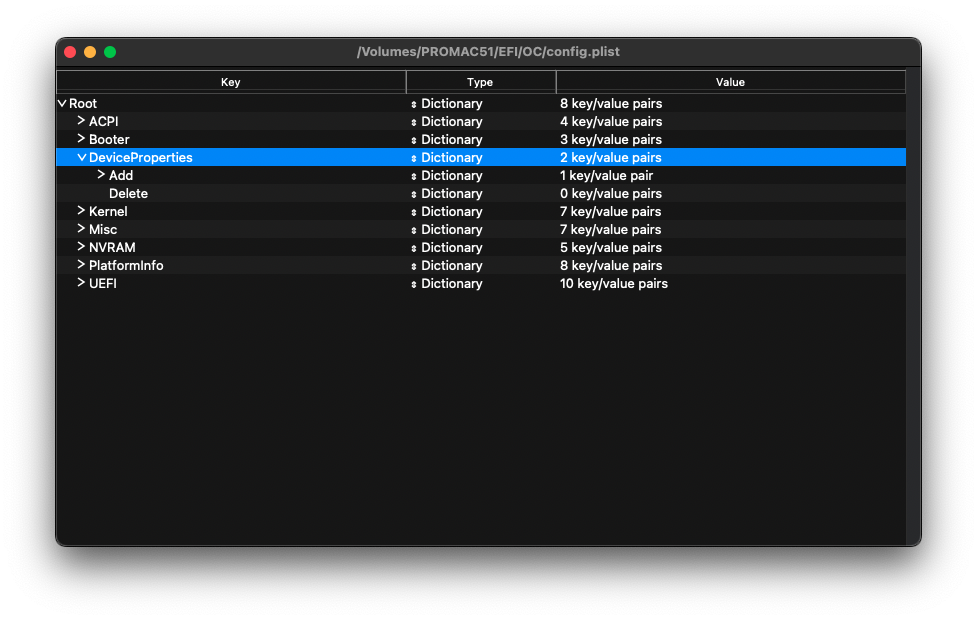 /Volumes/PROMAC51/EFI/OC/config.plist
Key Type Value
Root Dictionary 8 key/value pairs
ACPI Dictionary 4 key/value pairs
Booter Dictionary 3 key/value pairs
DeviceProperties Dictionary 2 key/value pairs
Add Dictionary 1 key/value pair
Delete Dictionary 0 key/value pairs
Kernel Dictionary 7 key/value pairs
Misc Dictionary 7 key/value pairs
NVRAM Dictionary 5 key/value pairs
PlatformInfo Dictionary 8 key/value pairs
UEFI Dictionary 10 key/value pairs